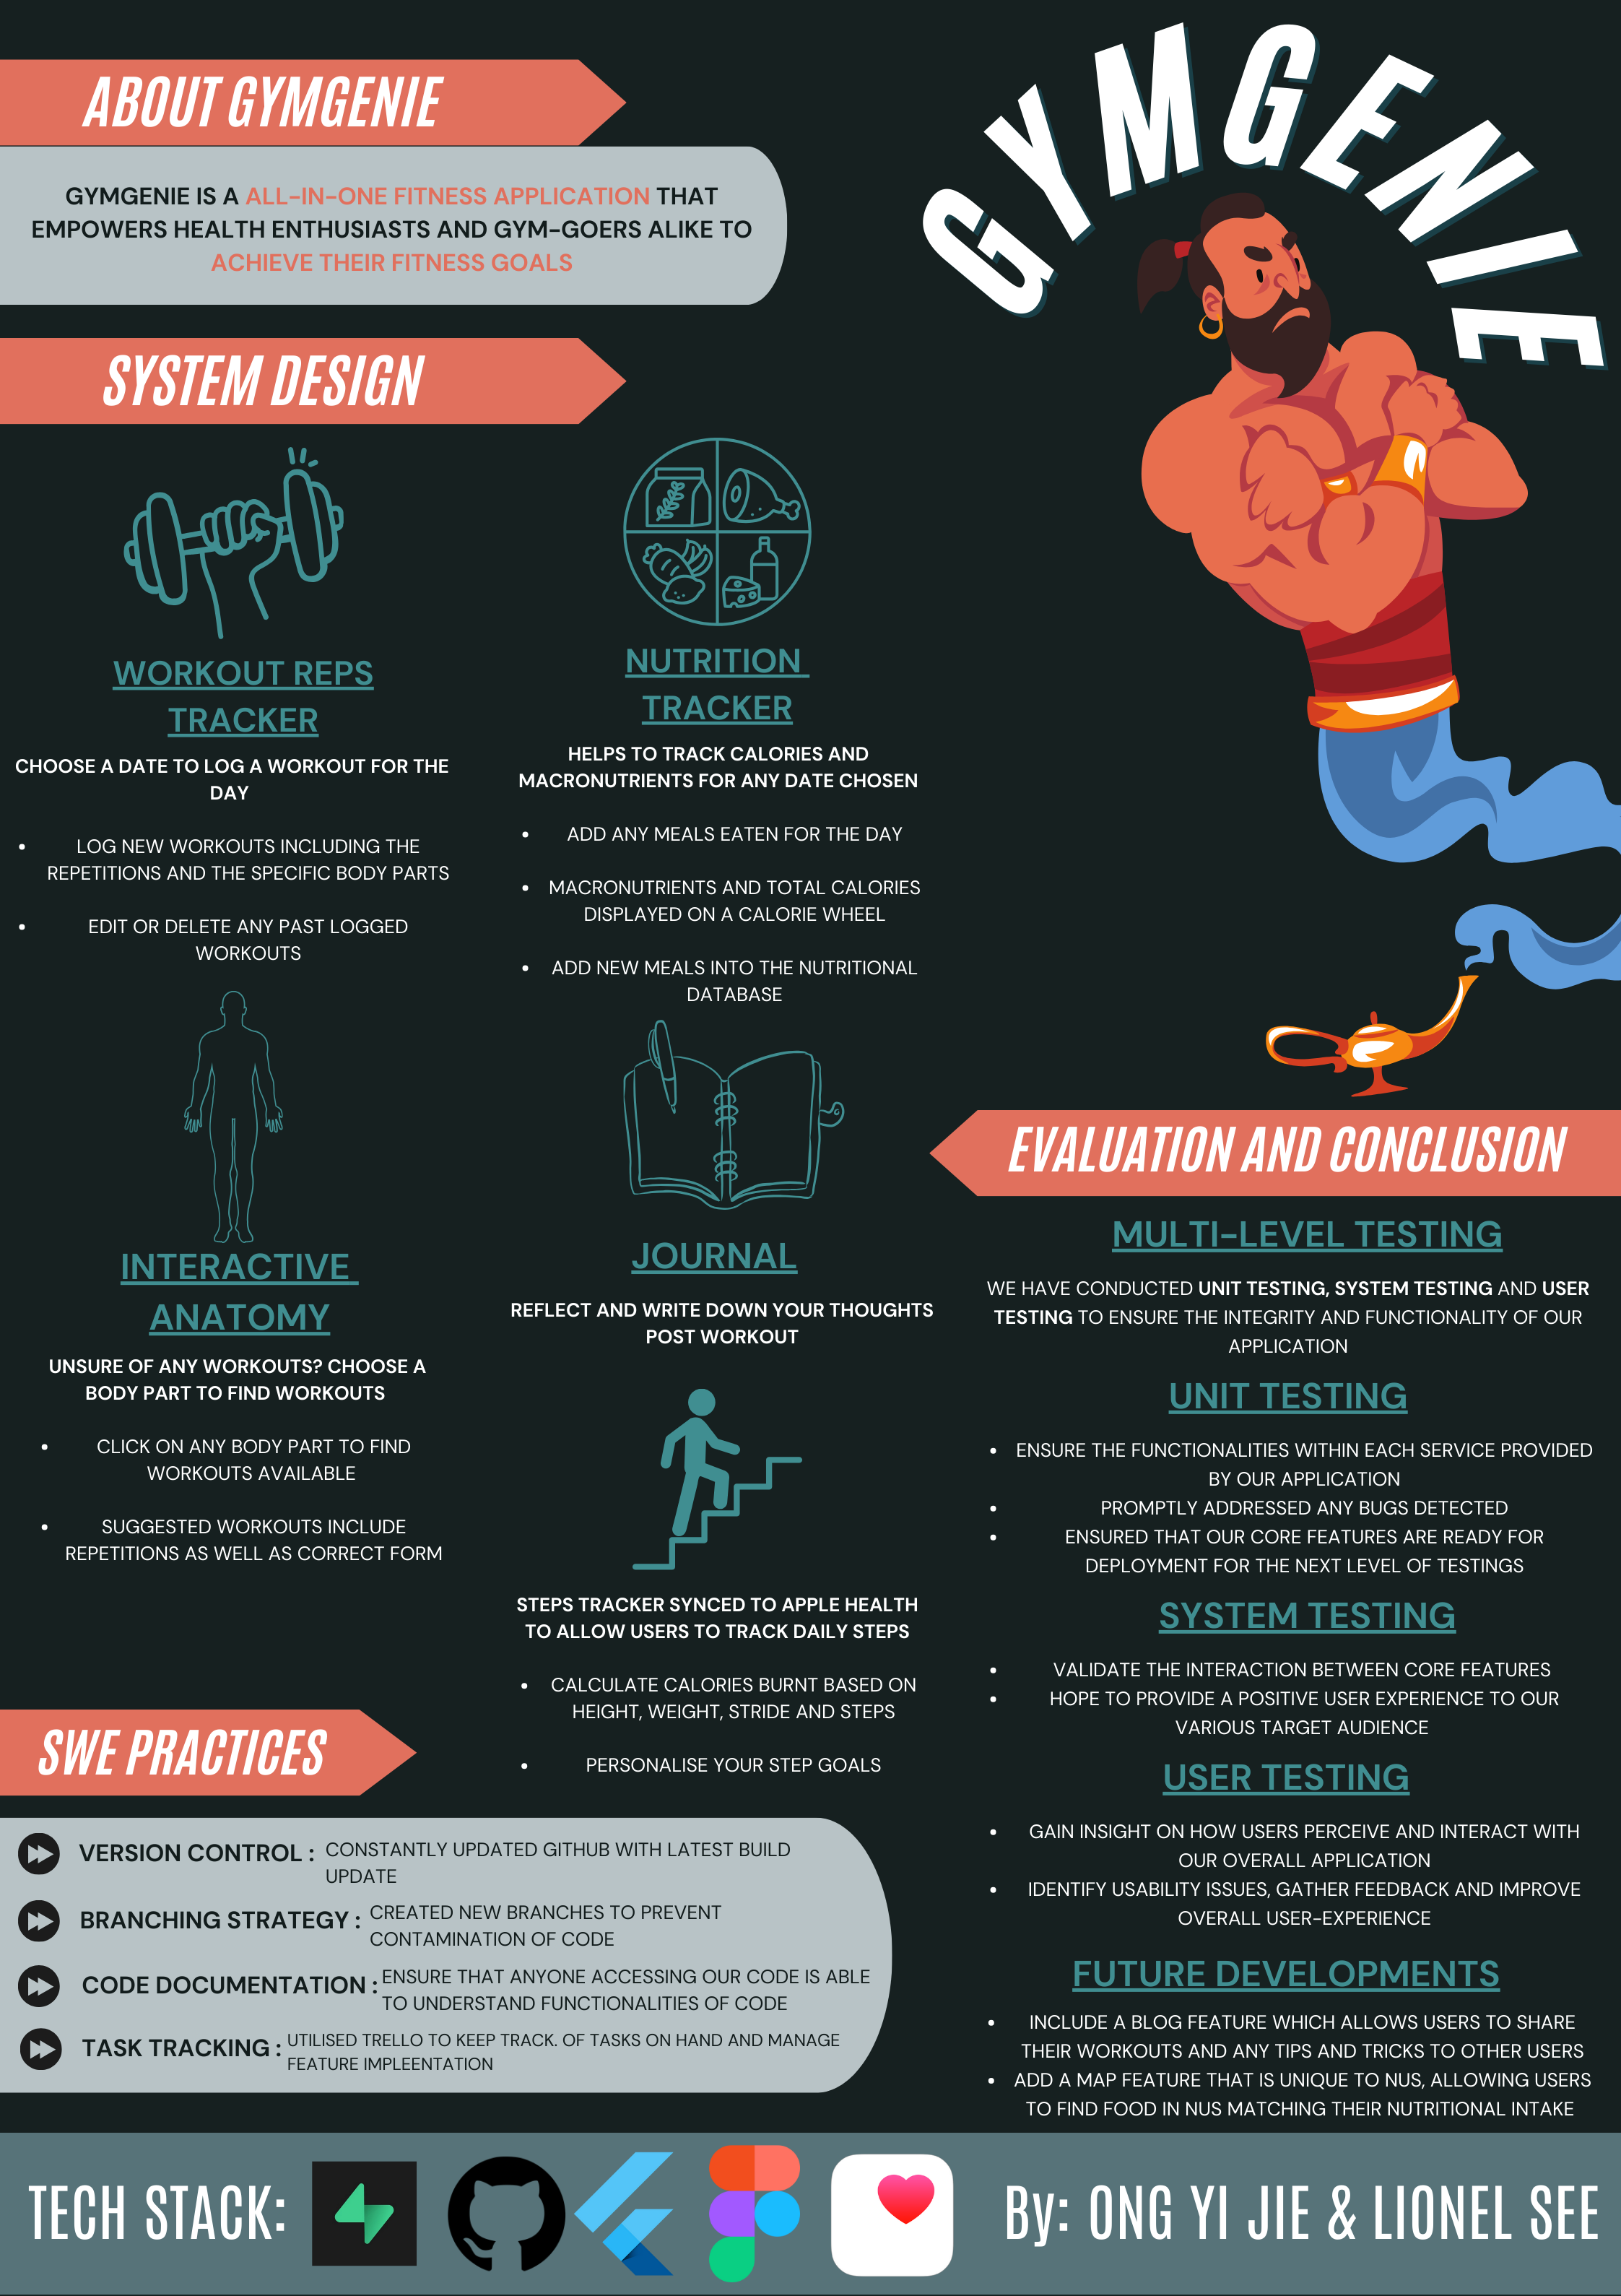 GYMGENIE
ABOUT GYMGENIE
GYMGENIE IS A ALL-IN-ONE FITNESS APPLICATION THAT
EMPOWERS HEALTH ENTHUSIASTS AND GYM-GOERS ALIKE TO
ACHIEVE THEIR FITNESS GOALS
SYSTEM DESIGN
WORKOUT REPS
TRACKER
CHOOSE A DATE TO LOG A WORKOUT FOR THE
DAY
• LOG NEW WORKOUTS INCLUDING THE
REPETITIONS AND THE SPECIFIC BODY PARTS
• EDIT OR DELETE ANY PAST LOGGED
WORKOUTS
NUTRITION
TRACKER
HELPS TO TRACK CALORIES AND
MACRONUTRIENTS FOR ANY DATE CHOSEN
• ADD ANY MEALS EATEN FOR THE DAY
• MACRONUTRIENTS AND TOTAL CALORIES
DISPLAYED ON A CALORIE WHEEL
• ADD NEW MEALS INTO THE NUTRITIONAL
DATABASE
INTERACTIVE
ANATOMY
UNSURE OF ANY WORKOUTS? CHOOSE A
BODY PART TO FIND WORKOUTS
• CLICK ON ANY BODY PART TO FIND
WORKOUTS AVAILABLE
• SUGGESTED WORKOUTS INCLUDE
REPETITIONS AS WELL AS CORRECT FORM
JOURNAL
REFLECT AND WRITE DOWN YOUR THOUGHTS
POST WORKOUT
STEPS TRACKER SYNCED TO APPLE HEALTH
TO ALLOW USERS TO TRACK DAILY STEPS
• CALCULATE CALORIES BURNT BASED ON
HEIGHT, WEIGHT, STRIDE AND STEPS
• PERSONALISE YOUR STEP GOALS
SWE PRACTICES
VERSION CONTROL : CONSTANTLY UPDATED GITHUB WITH LATEST BUILD
UPDATE
BRANCHING STRATEGY : CREATED NEW BRANCHES TO PREVENT
CONTAMINATION OF CODE
CODE DOCUMENTATION : ENSURE THAT ANYONE ACCESSING OUR CODE IS ABLE
TO UNDERSTAND FUNCTIONALITIES OF CODE
TASK TRACKING : UTILISED TRELLO TO KEEP TRACK. OF TASKS ON HAND AND MANAGE
FEATURE IMPLEENTATION
EVALUATION AND CONCLUSION
MULTI-LEVEL TESTING
WE HAVE CONDUCTED UNIT TESTING, SYSTEM TESTING AND USER
TESTING TO ENSURE THE INTEGRITY AND FUNCTIONALITY OF OUR
APPLICATION
UNIT TESTING
• ENSURE THE FUNCTIONALITIES WITHIN EACH SERVICE PROVIDED
BY OUR APPLICATION
• PROMPTLY ADDRESSED ANY BUGS DETECTED
• ENSURED THAT OUR CORE FEATURES ARE READY FOR
DEPLOYMENT FOR THE NEXT LEVEL OF TESTINGS
SYSTEM TESTING
• VALIDATE THE INTERACTION BETWEEN CORE FEATURES
• HOPE TO PROVIDE A POSITIVE USER EXPERIENCE TO OUR
VARIOUS TARGET AUDIENCE
USER TESTING
• GAIN INSIGHT ON HOW USERS PERCEIVE AND INTERACT WITH
OUR OVERALL APPLICATION
• IDENTIFY USABILITY ISSUES, GATHER FEEDBACK AND IMPROVE
OVERALL USER-EXPERIENCE
FUTURE DEVELOPMENTS
• INCLUDE A BLOG FEATURE WHICH ALLOWS USERS TO SHARE
THEIR WORKOUTS AND ANY TIPS AND TRICKS TO OTHER USERS
• ADD A MAP FEATURE THAT IS UNIQUE TO NUS, ALLOWING USERS
TO FIND FOOD IN NUS MATCHING THEIR NUTRITIONAL INTAKE
TECH STACK:
By: ONG YI JIE & LIONEL SEE